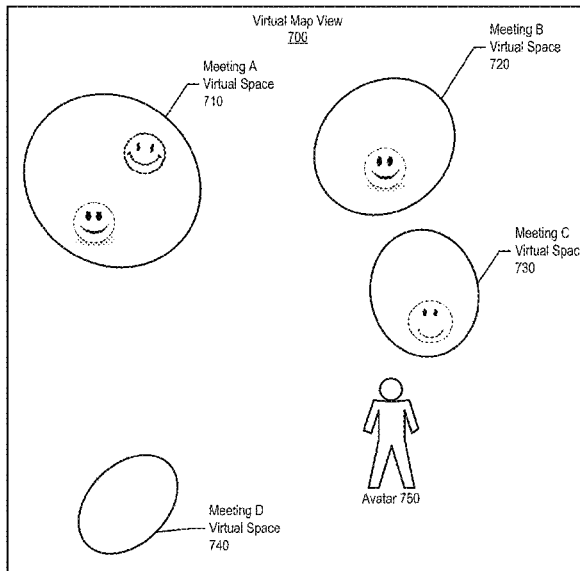 Virtual Map View
700
Meeting A
Virtual Space
710
Meeting B
Virtual Space
720
Meeting C
Virtual Space
730
Avatar 750
Meeting D
Virtual Space
740